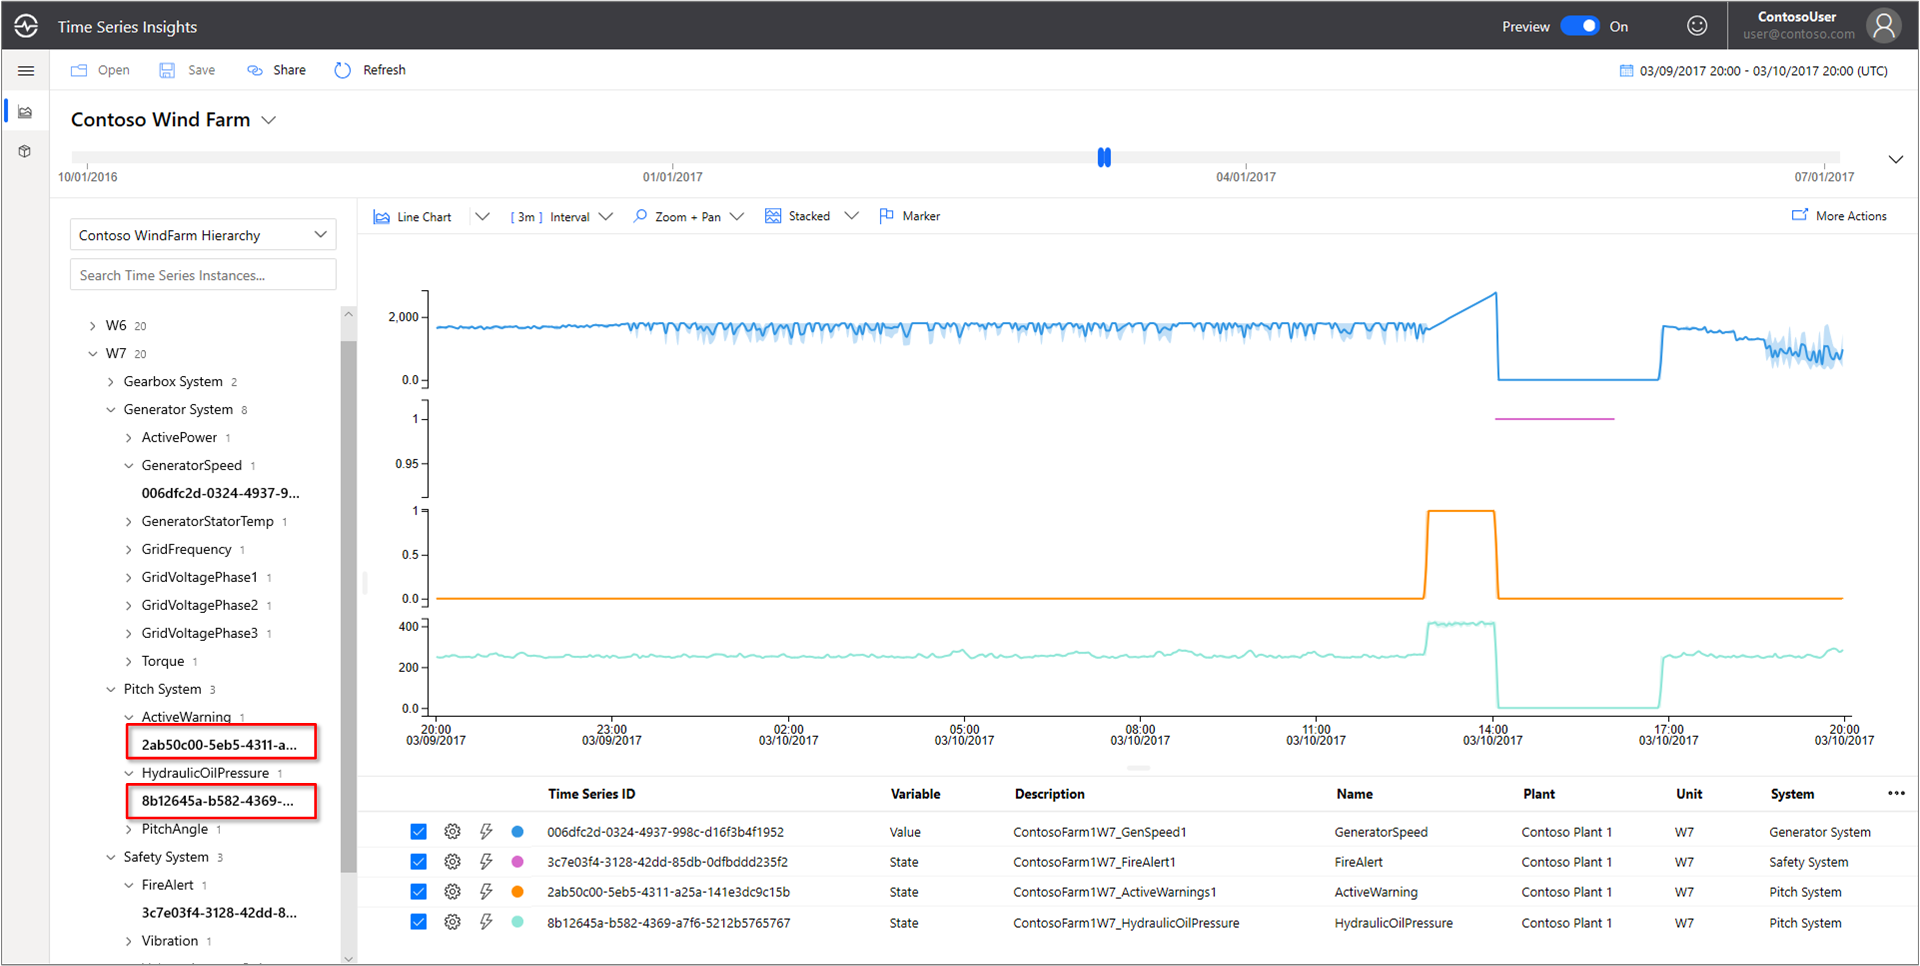 Time Series Insights
Preview On
ContosoUser
user@contoso.com
Open Save Share Refresh
03/09/2017 20:00 - 03/10/2017 20:00 (UTC)
Contoso Wind Farm
10/01/2016 01/01/2017 04/01/2017 07/01/2017
Contoso WindFarm Hierarchy
Search Time Series Instances...
W6 20
W7 20
Gearbox System 2
Generator System 8
ActivePower 1
GeneratorSpeed 1
006dfc2d-0324-4937-9...
GeneratorStatorTemp 1
GridFrequency 1
GridVoltagePhase1 1
GridVoltagePhase2 1
GridVoltagePhase3 1
Torque 1
Pitch System 3
ActiveWarning 1
2ab50c00-5eb5-4311-a...
HydraulicOilPressure 1
8b12645a-b582-4369-...
PitchAngle 1
Safety System 3
FireAlert 1
3c7e03f4-3128-42dd-8...
Vibration 1
Line Chart [ 3m ] Interval Zoom + Pan Stacked Marker More Actions
2,000
0.0
1
0.95
1
0.5
0.0
400
200
0.0
20:00 23:00 02:00 05:00 08:00 11:00 14:00 17:00 20:00
03/09/2017 03/09/2017 03/10/2017 03/10/2017 03/10/2017 03/10/2017 03/10/2017 03/10/2017 03/10/2017
Time Series ID Variable Description Name Plant Unit System
006dfc2d-0324-4937-998c-d16f3b4f1952 Value ContosoFarm1W7_GenSpeed1 GeneratorSpeed Contoso Plant 1 W7 Generator System
3c7e03f4-3128-42dd-85db-0dfbddd235f2 State ContosoFarm1W7_FireAlert1 FireAlert Contoso Plant 1 W7 Safety System
2ab50c00-5eb5-4311-a25a-141e3dc9c15b State ContosoFarm1W7_ActiveWarnings1 ActiveWarning Contoso Plant 1 W7 Pitch System
8b12645a-b582-4369-a7f6-5212b5765767 State ContosoFarm1W7_HydraulicOilPressure HydraulicOilPressure Contoso Plant 1 W7 Pitch System